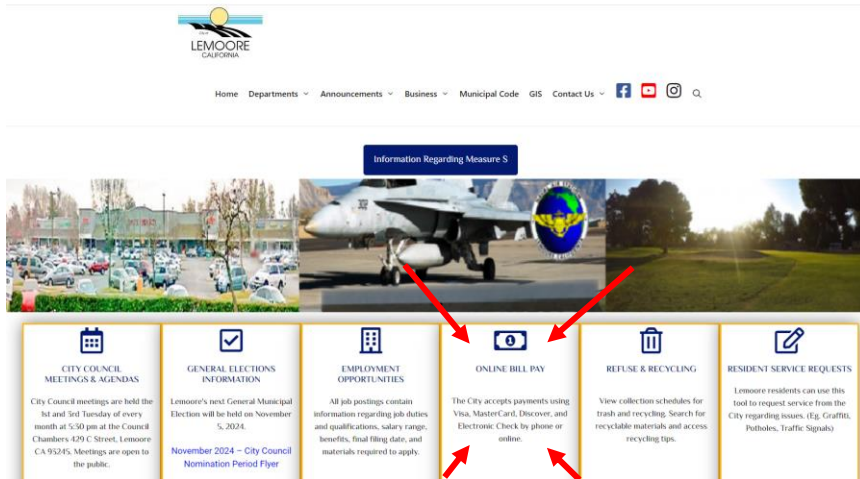 City of
LEMOORE
CALIFORNIA
Home Departments Announcements Business Municipal Code GIS Contact Us
Information Regarding Measure S
CITY COUNCIL
MEETINGS & AGENDAS
City Council meetings are held the
1st and 3rd Tuesday of every
month at 5:30 pm at the Council
Chambers 429 C Street, Lemoore
CA 93245. Meetings are open to
the public.
GENERAL ELECTIONS
INFORMATION
Lemoore's next General Municipal
Election will be held on November
5, 2024.
November 2024 – City Council
Nomination Period Flyer
EMPLOYMENT
OPPORTUNITIES
All job postings contain
information regarding job duties
and qualifications, salary range,
benefits, final filing date, and
materials required to apply.
ONLINE BILL PAY
The City accepts payments using
Visa, MasterCard, Discover, and
Electronic Check by phone or
online.
REFUSE & RECYCLING
View collection schedules for
trash and recycling. Search for
recyclable materials and access
recycling tips.
RESIDENT SERVICE REQUESTS
Lemoore residents can use this
tool to request service from the
City regarding issues. (Eg. Graffiti,
Potholes, Traffic Signals)